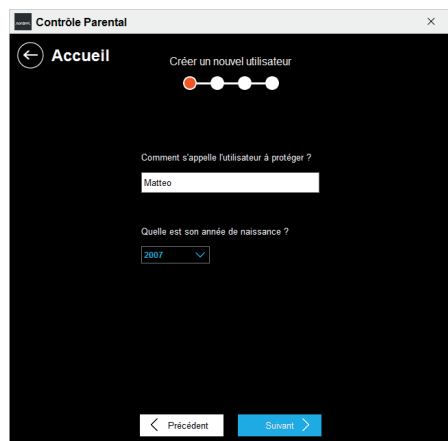 Contrôle Parental
Accueil
Créer un nouvel utilisateur
Comment s'appelle l'utilisateur à protéger ?
Matteo
Quelle est son année de naissance ?
2007
Précédent
Suivant